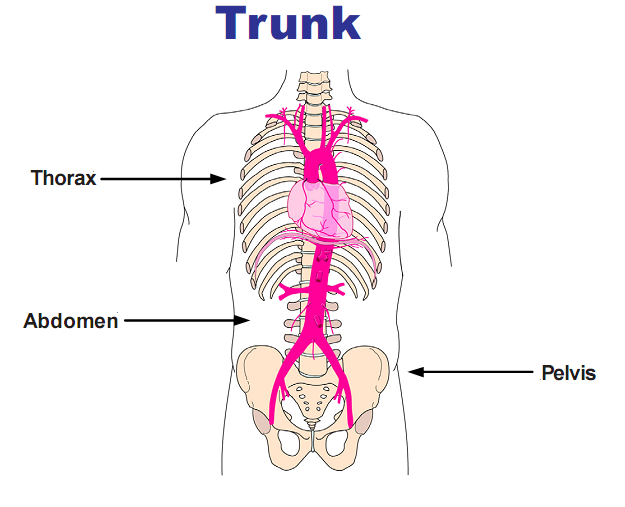 Trunk
Thorax
Abdomen
Pelvis